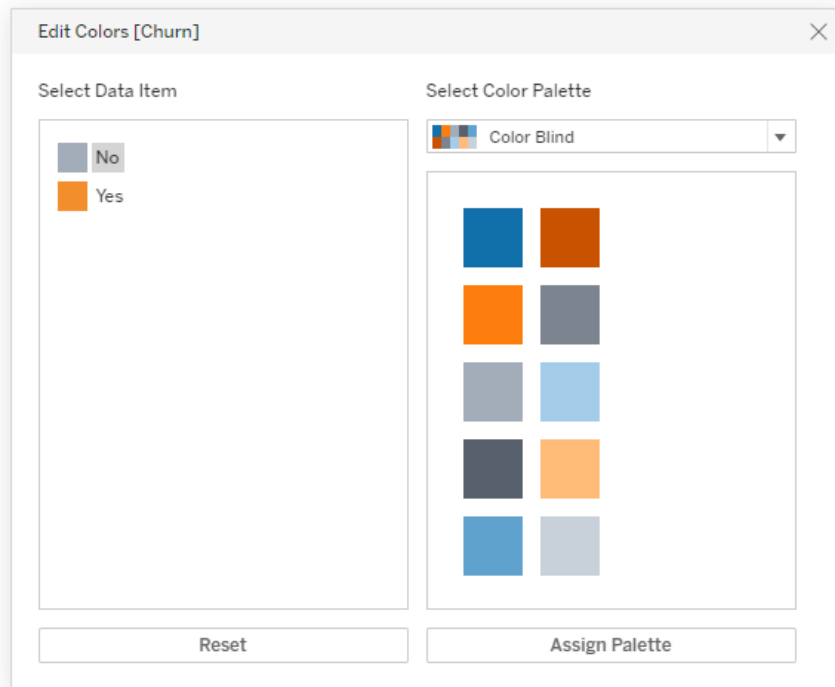 Edit Colors [Churn]
Select Data Item
Select Color Palette
No
Yes
Color Blind
Reset
Assign Palette